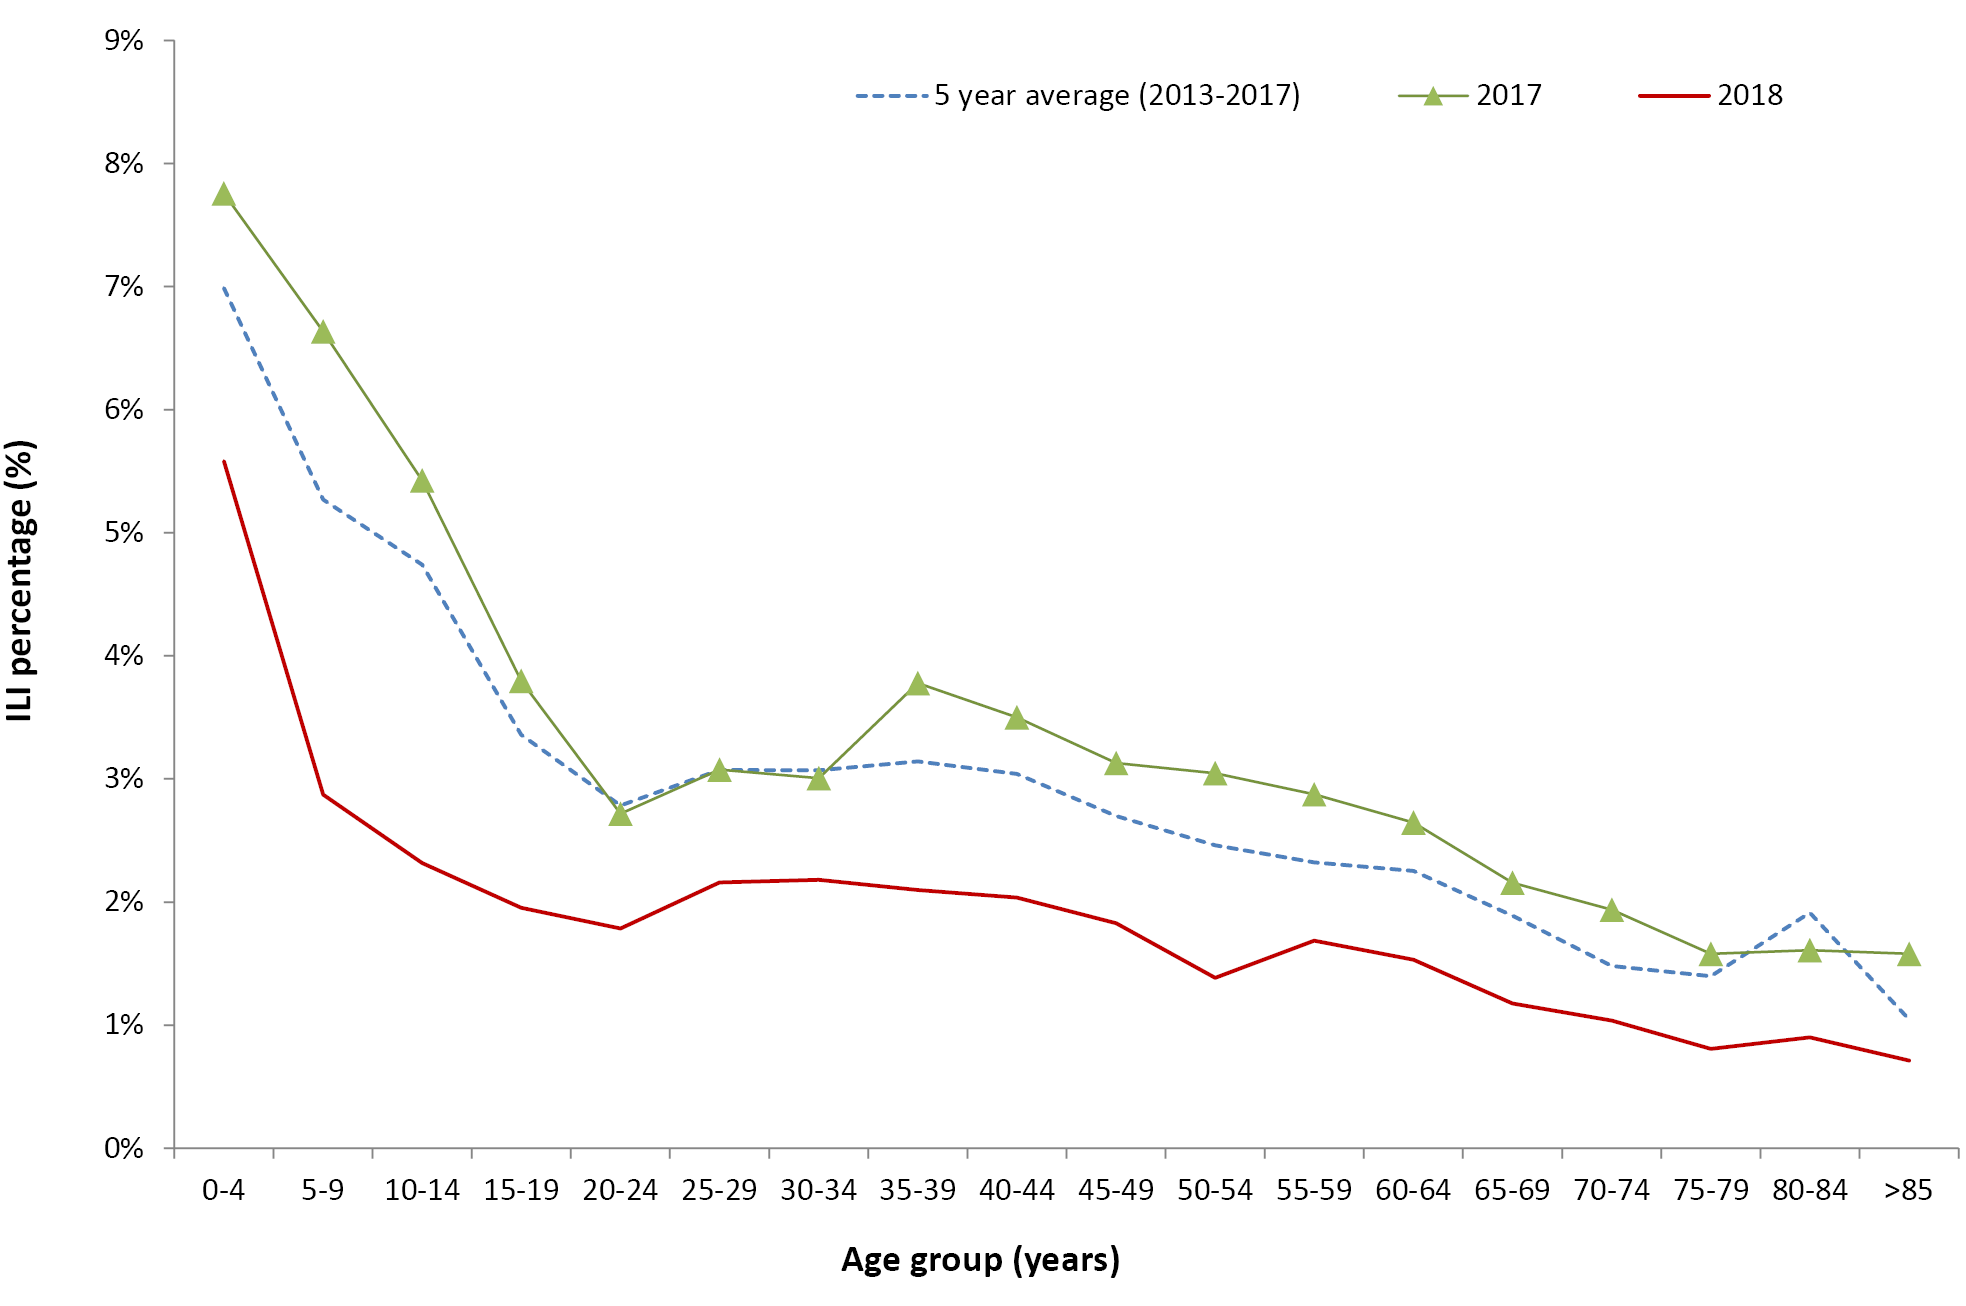 9%
8%
7%
6%
5%
4%
3%
2%
1%
0%
ILI percentage (%)
5 year average (2013-2017) 2017 2018
0-4 5-9 10-14 15-19 20-24 25-29 30-34 35-39 40-44 45-49 50-54 55-59 60-64 65-69 70-74 75-79 80-84 >85
Age group (years)